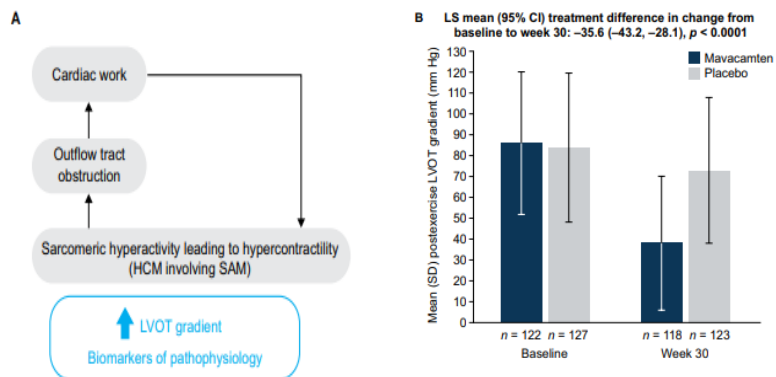 A
Cardiac work
Outflow tract
obstruction
Sarcomeric hyperactivity leading to hypercontractility
(HCM involving SAM)
LVOT gradient
Biomarkers of pathophysiology
B LS mean (95% CI) treatment difference in change from
baseline to week 30: –35.6 (–43.2, –28.1), p < 0.0001
Mean (SD) postexercise LVOT gradient (mm Hg)
130
120
110
100
90
80
70
60
50
40
30
20
10
0
Mavacamten
Placebo
n = 122 n = 127 n = 118 n = 123
Baseline Week 30